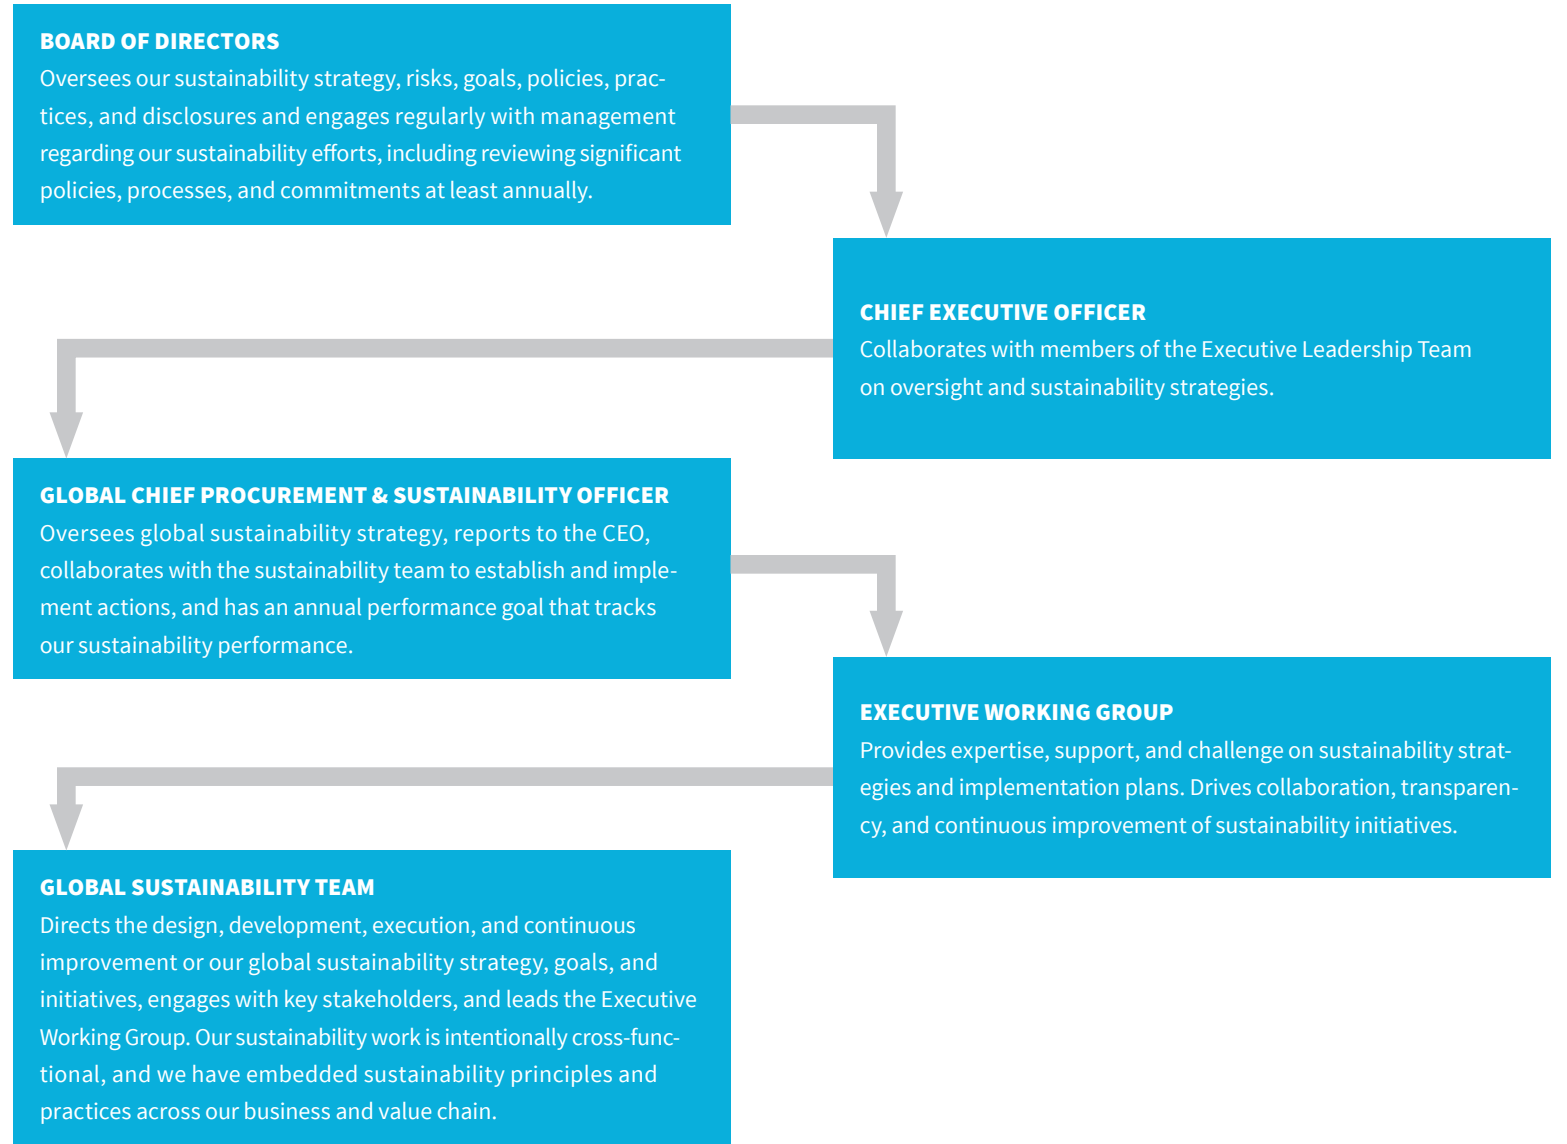 BOARD OF DIRECTORS
Oversees our sustainability strategy, risks, goals, policies, prac-
tices, and disclosures and engages regularly with management
regarding our sustainability efforts, including reviewing significant
policies, processes, and commitments at least annually.
CHIEF EXECUTIVE OFFICER
Collaborates with members of the Executive Leadership Team
on oversight and sustainability strategies.
GLOBAL CHIEF PROCUREMENT & SUSTAINABILITY OFFICER
Oversees global sustainability strategy, reports to the CEO,
collaborates with the sustainability team to establish and imple-
ment actions, and has an annual performance goal that tracks
our sustainability performance.
EXECUTIVE WORKING GROUP
Provides expertise, support, and challenge on sustainability strat-
egies and implementation plans. Drives collaboration, transparen-
cy, and continuous improvement of sustainability initiatives.
GLOBAL SUSTAINABILITY TEAM
Directs the design, development, execution, and continuous
improvement or our global sustainability strategy, goals, and
initiatives, engages with key stakeholders, and leads the Executive
Working Group. Our sustainability work is intentionally cross-func-
tional, and we have embedded sustainability principles and
practices across our business and value chain.